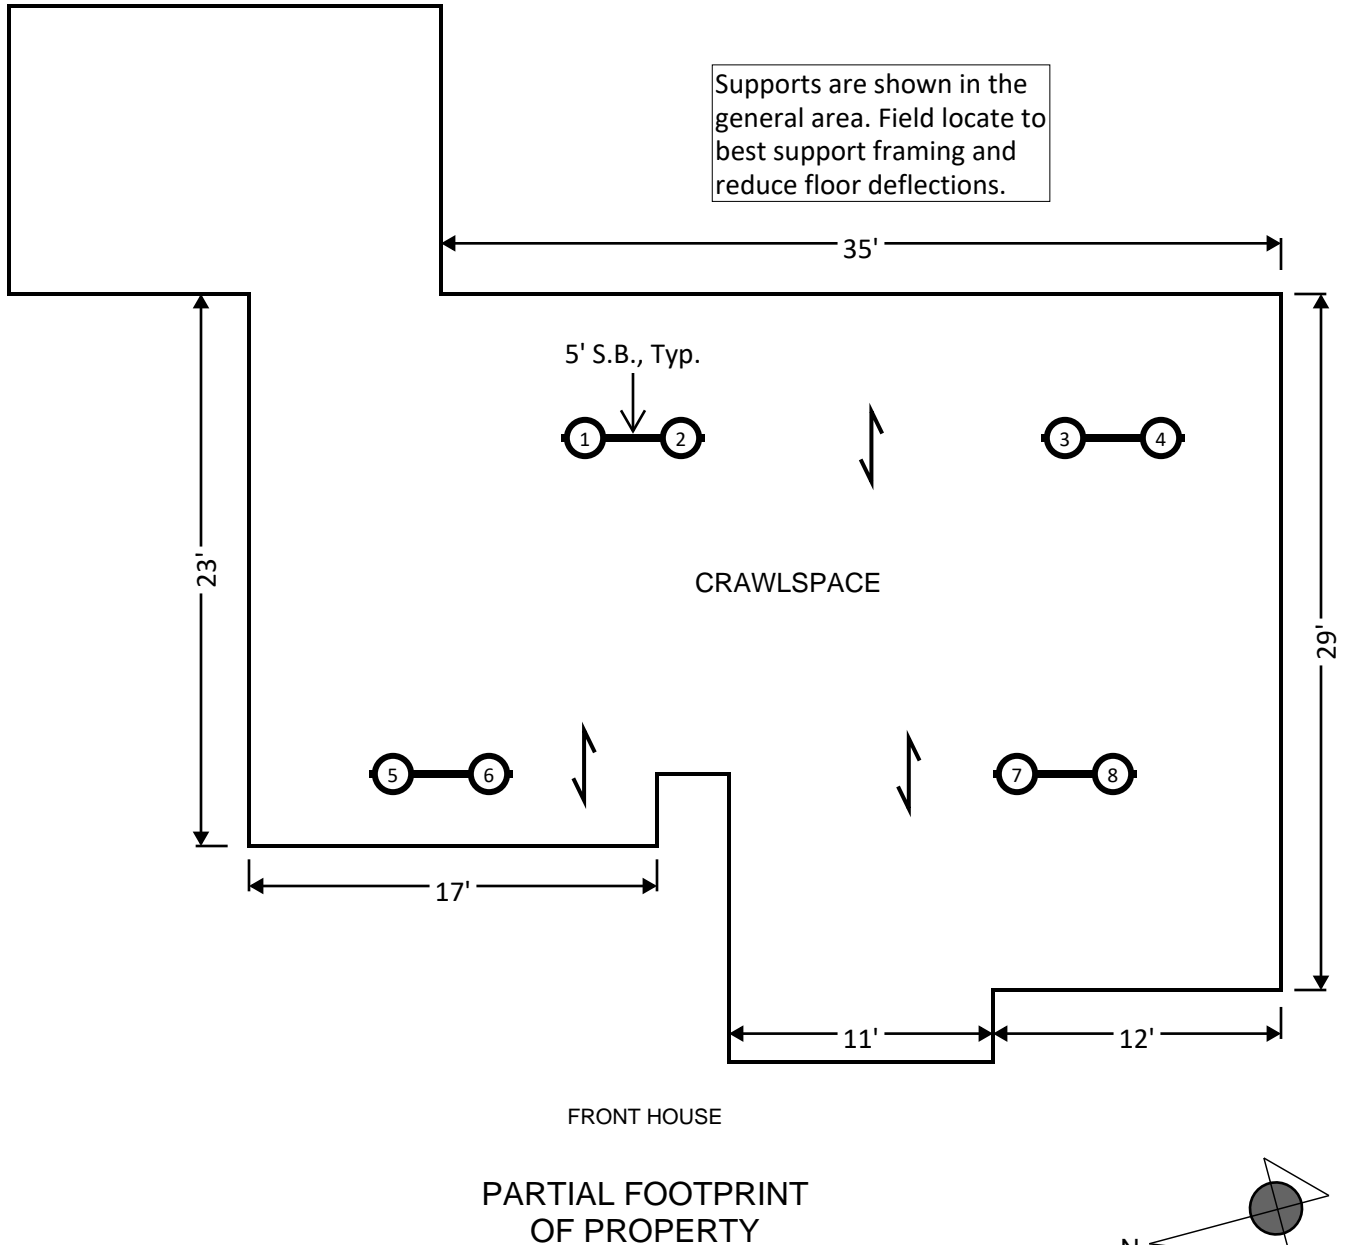 Supports are shown in the
general area. Field locate to
best support framing and
reduce floor deflections.
35'
5' S.B., Typ.
1
2
3
4
23'
CRAWLSPACE
29'
5
6
7
8
17'
11'
12'
FRONT HOUSE
PARTIAL FOOTPRINT
OF PROPERTY
N